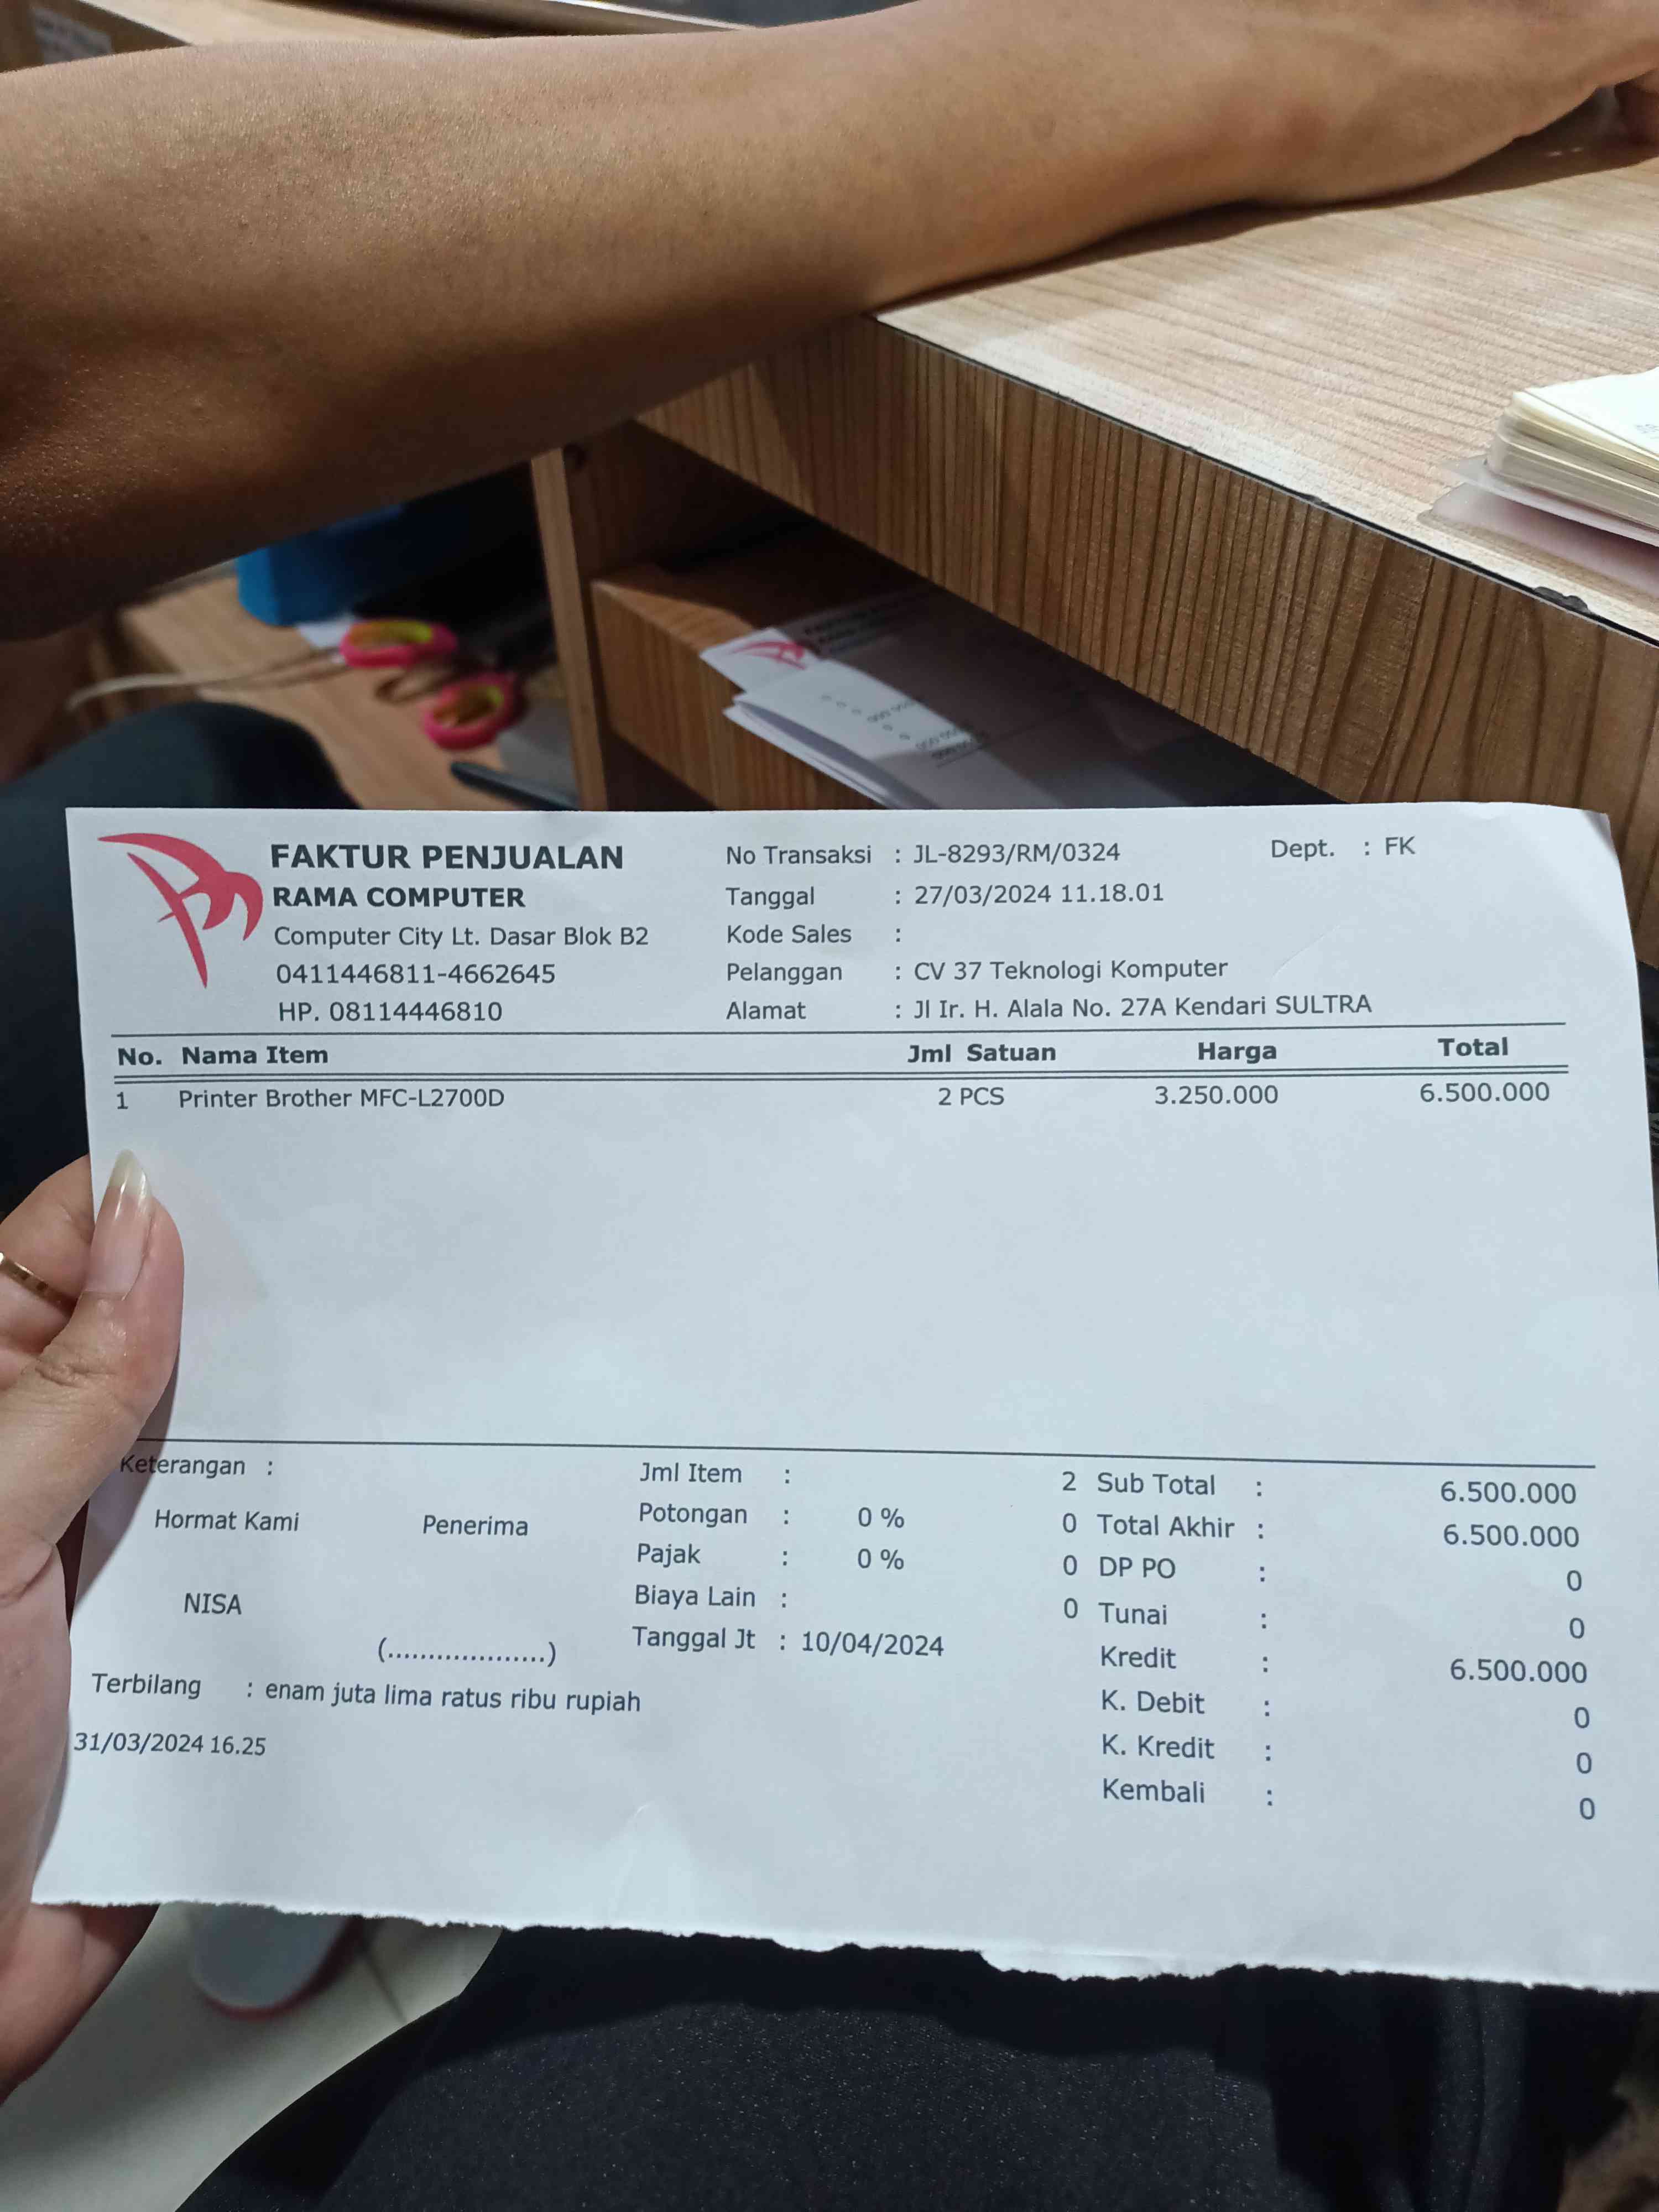 FAKTUR PENJUALAN
RAMA COMPUTER
Computer City Lt. Dasar Blok B2
0411446811-4662645
HP. 08114446810
No Transaksi : JL-8293/RM/0324
Tanggal : 27/03/2024 11.18.01
Kode Sales :
Pelanggan : CV 37 Teknologi Komputer
Alamat : Jl Ir. H. Alala No. 27A Kendari SULTRA
Dept. : FK
No. Nama Item Jml Satuan Harga Total
1 Printer Brother MFC-L2700D 2 PCS 3.250.000 6.500.000
Keterangan :
Hormat Kami Penerima
NISA
(....................)
Jml Item : 2
Potongan : 0 % 0
Pajak : 0 % 0
Biaya Lain : 0
Tanggal Jt : 10/04/2024
Sub Total : 6.500.000
Total Akhir : 6.500.000
DP PO : 0
Tunai : 0
Kredit : 6.500.000
K. Debit : 0
K. Kredit : 0
Kembali : 0
Terbilang : enam juta lima ratus ribu rupiah
31/03/2024 16.25